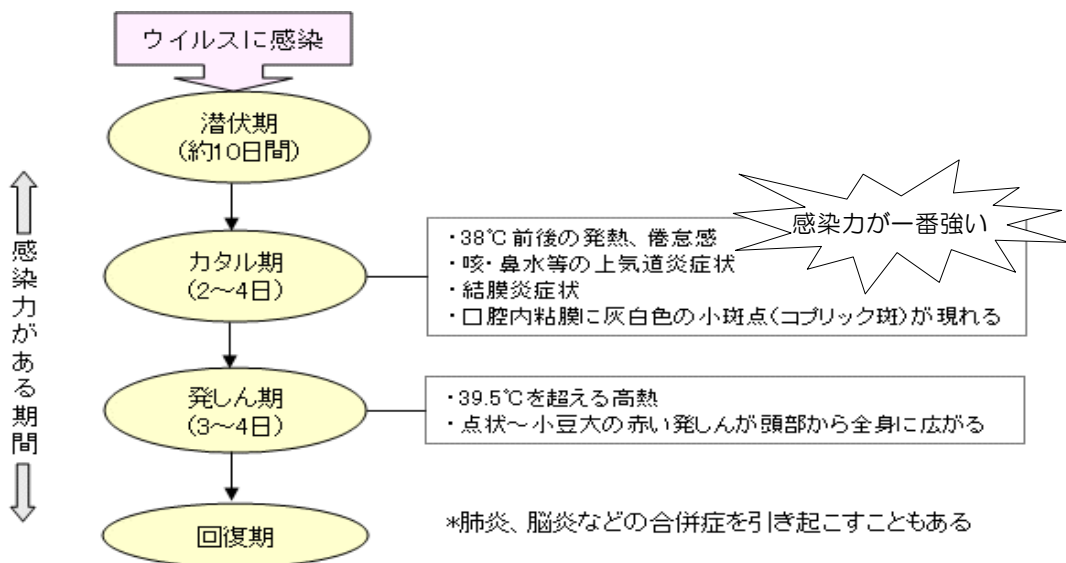 ウイルスに感染
潜伏期
(約10日間)
感染力が一番強い
カタル期
(2～4日)
・38℃前後の発熱、倦怠感
・咳・鼻水等の上気道炎症状
・結膜炎症状
・口腔内粘膜に灰白色の小斑点(コプリック斑)が現れる
感染力がある期間
発しん期
(3～4日)
・39.5℃を超える高熱
・点状～小豆大の赤い発しんが頭部から全身に広がる
回復期
*肺炎、脳炎などの合併症を引き起こすこともある